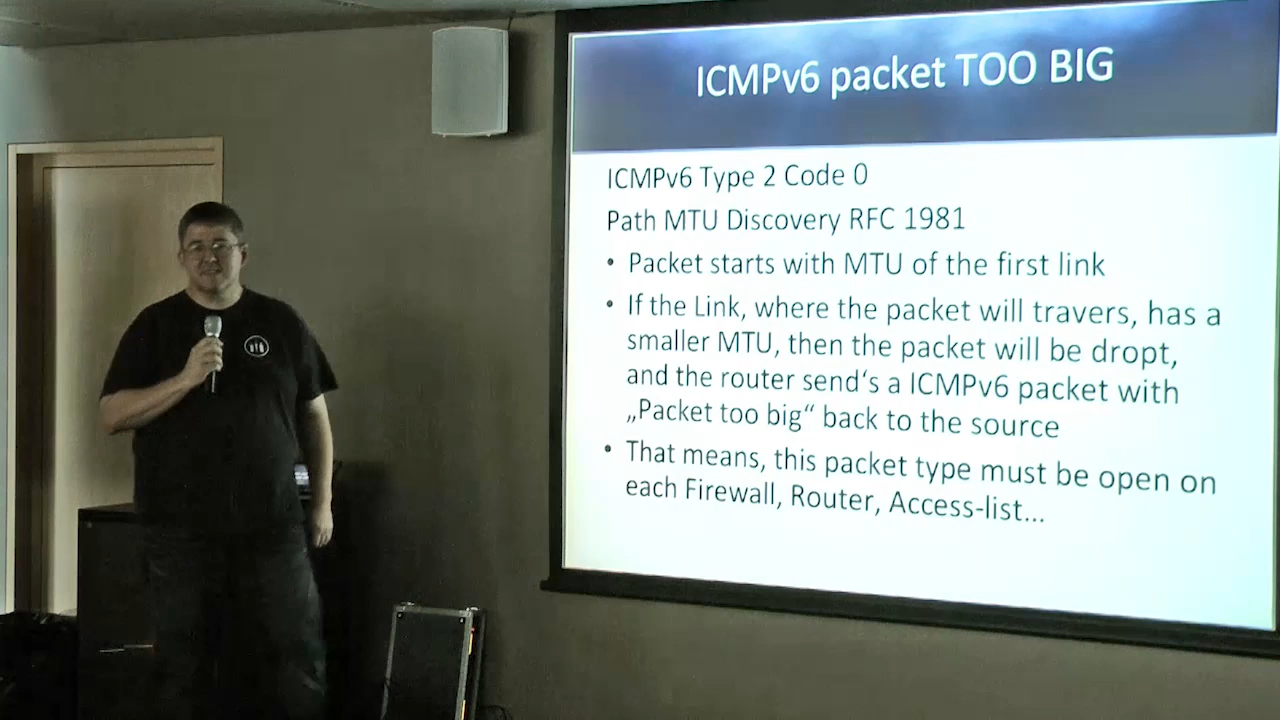 ICMPv6 packet TOO BIG
ICMPv6 Type 2 Code 0
Path MTU Discovery RFC 1981
• Packet starts with MTU of the first link
• If the Link, where the packet will travers, has a
smaller MTU, then the packet will be dropt,
and the router send‘s a ICMPv6 packet with
„Packet too big“ back to the source
• That means, this packet type must be open on
each Firewall, Router, Access-list...